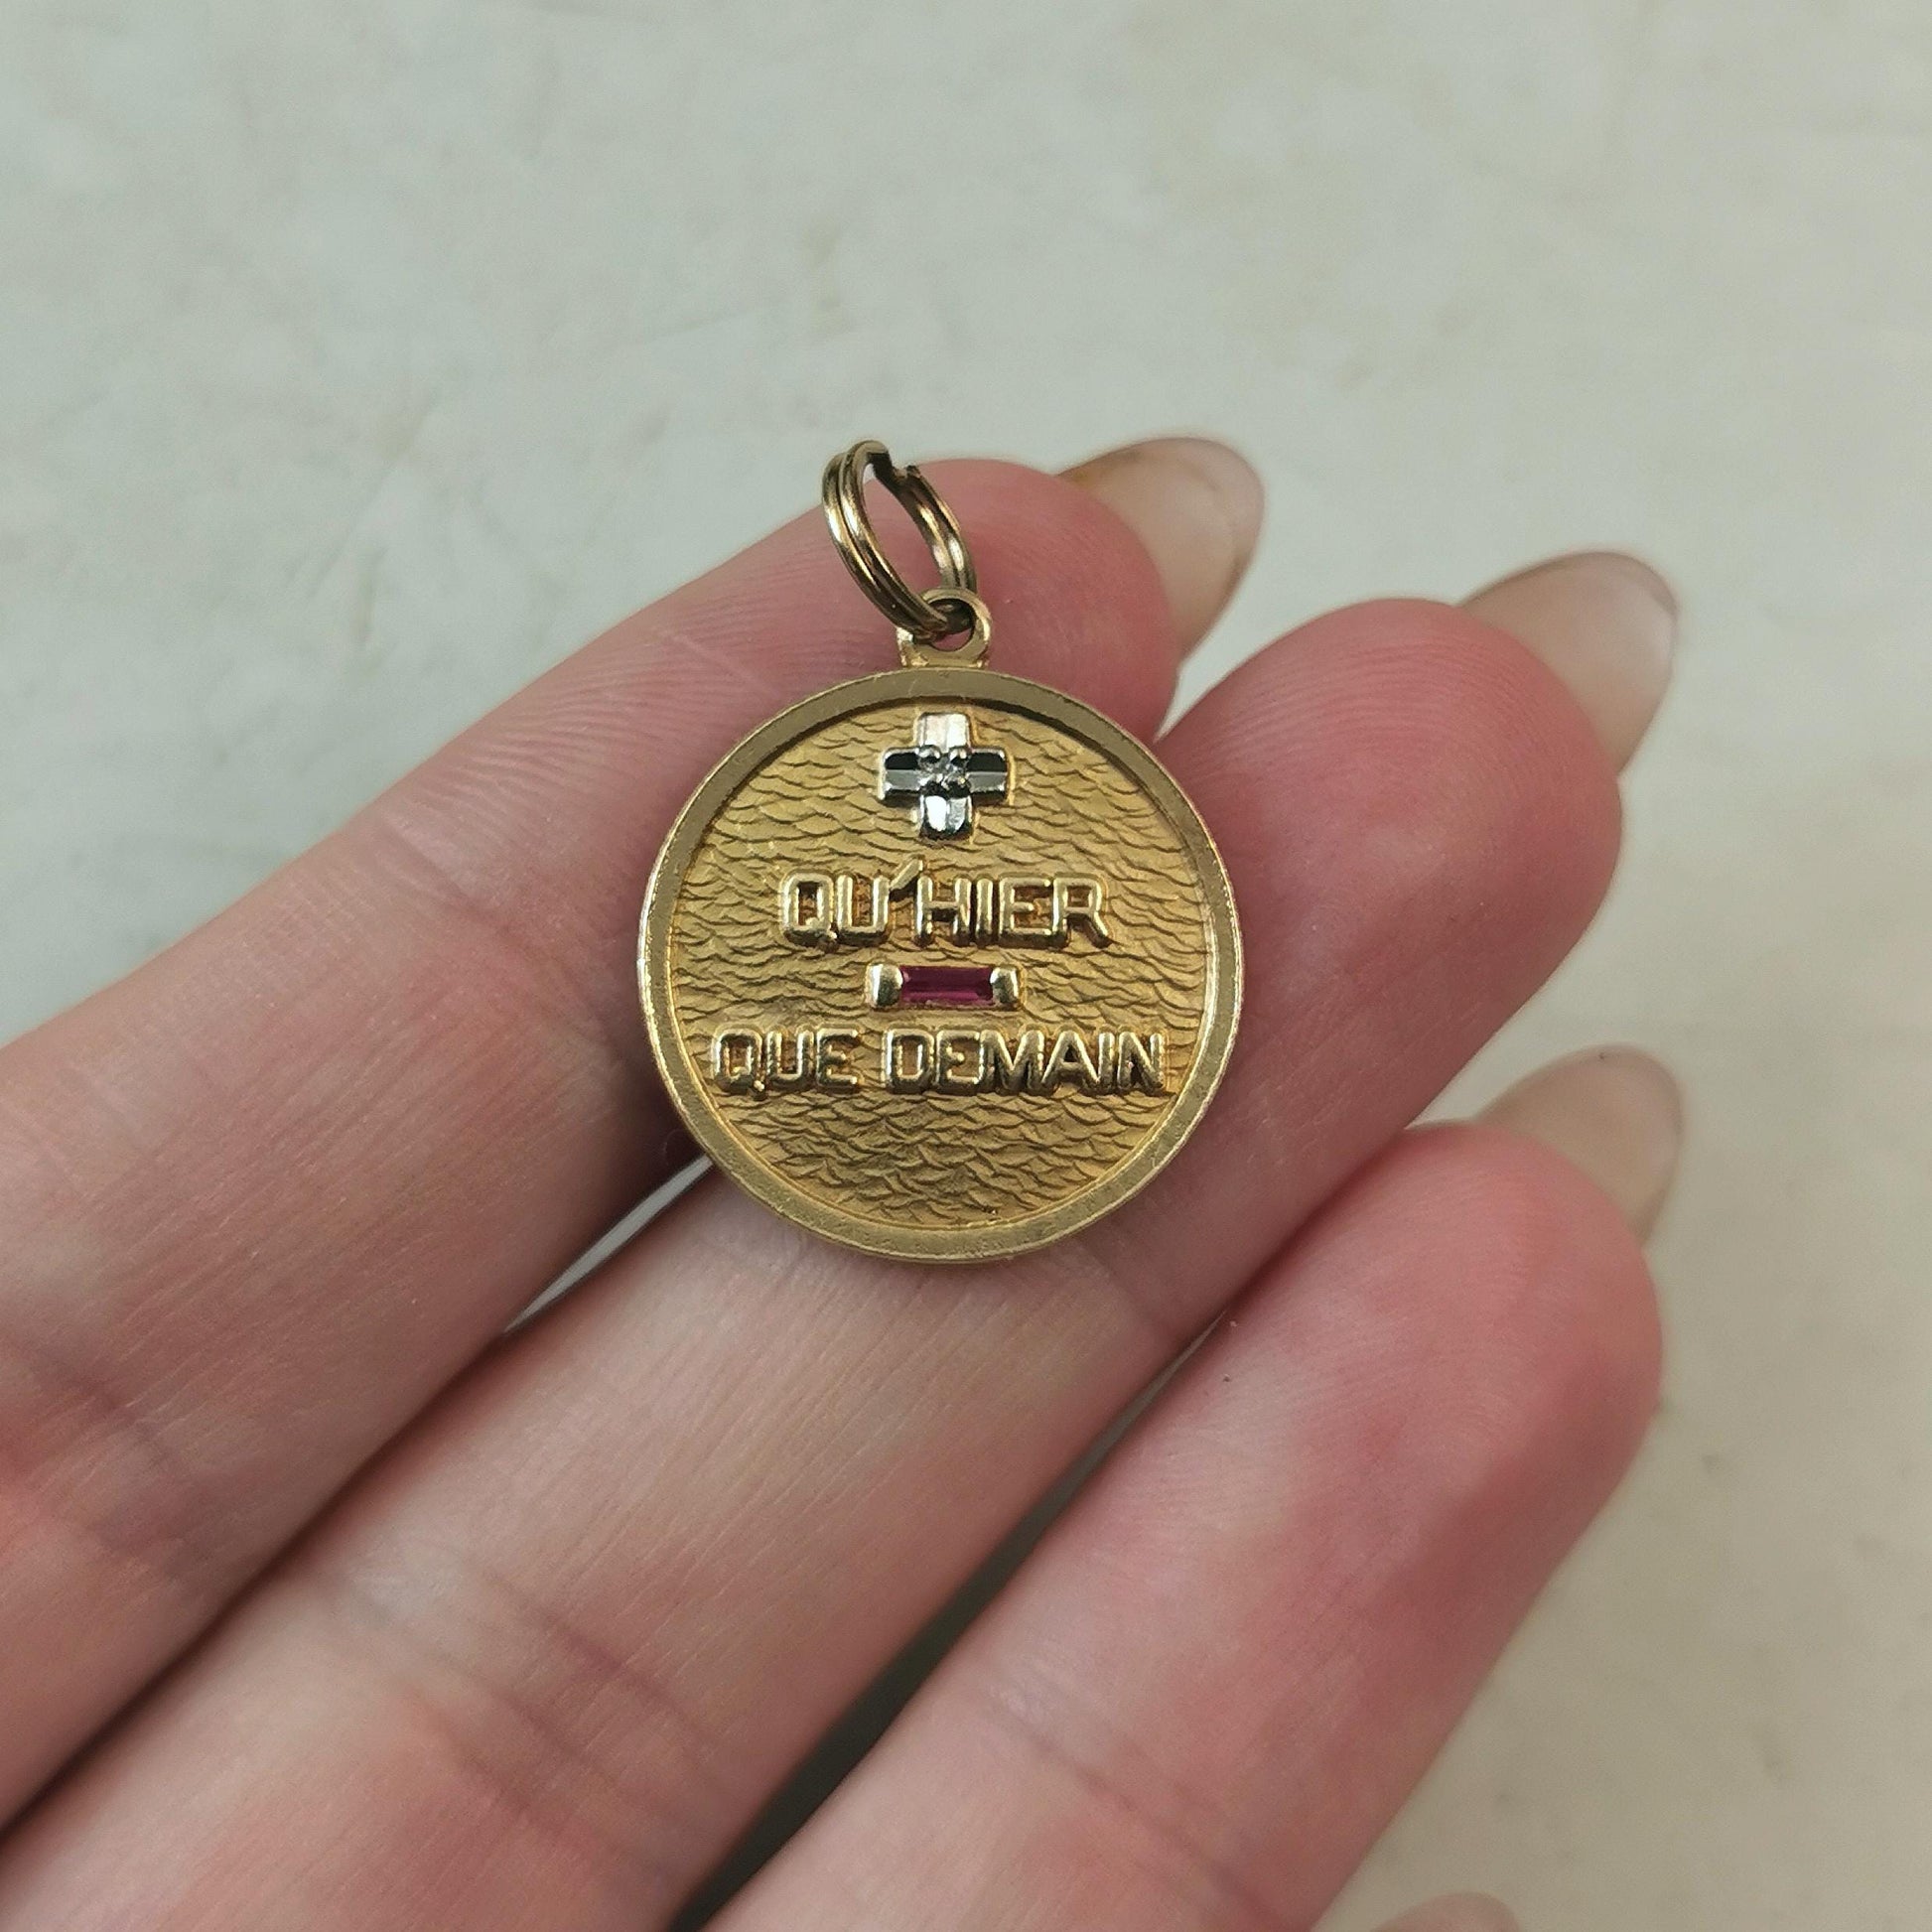 +
QU'HIER
-
QUE DEMAIN